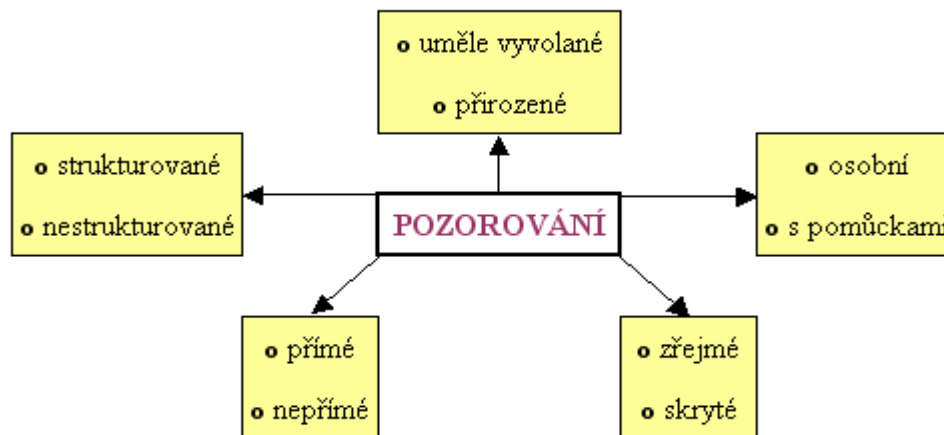 o uměle vyvolané
o přirozené
o strukturované
o nestrukturované
POZOROVÁNÍ
o osobní
o s pomůckami
o přímé
o nepřímé
o zřejmé
o skryté